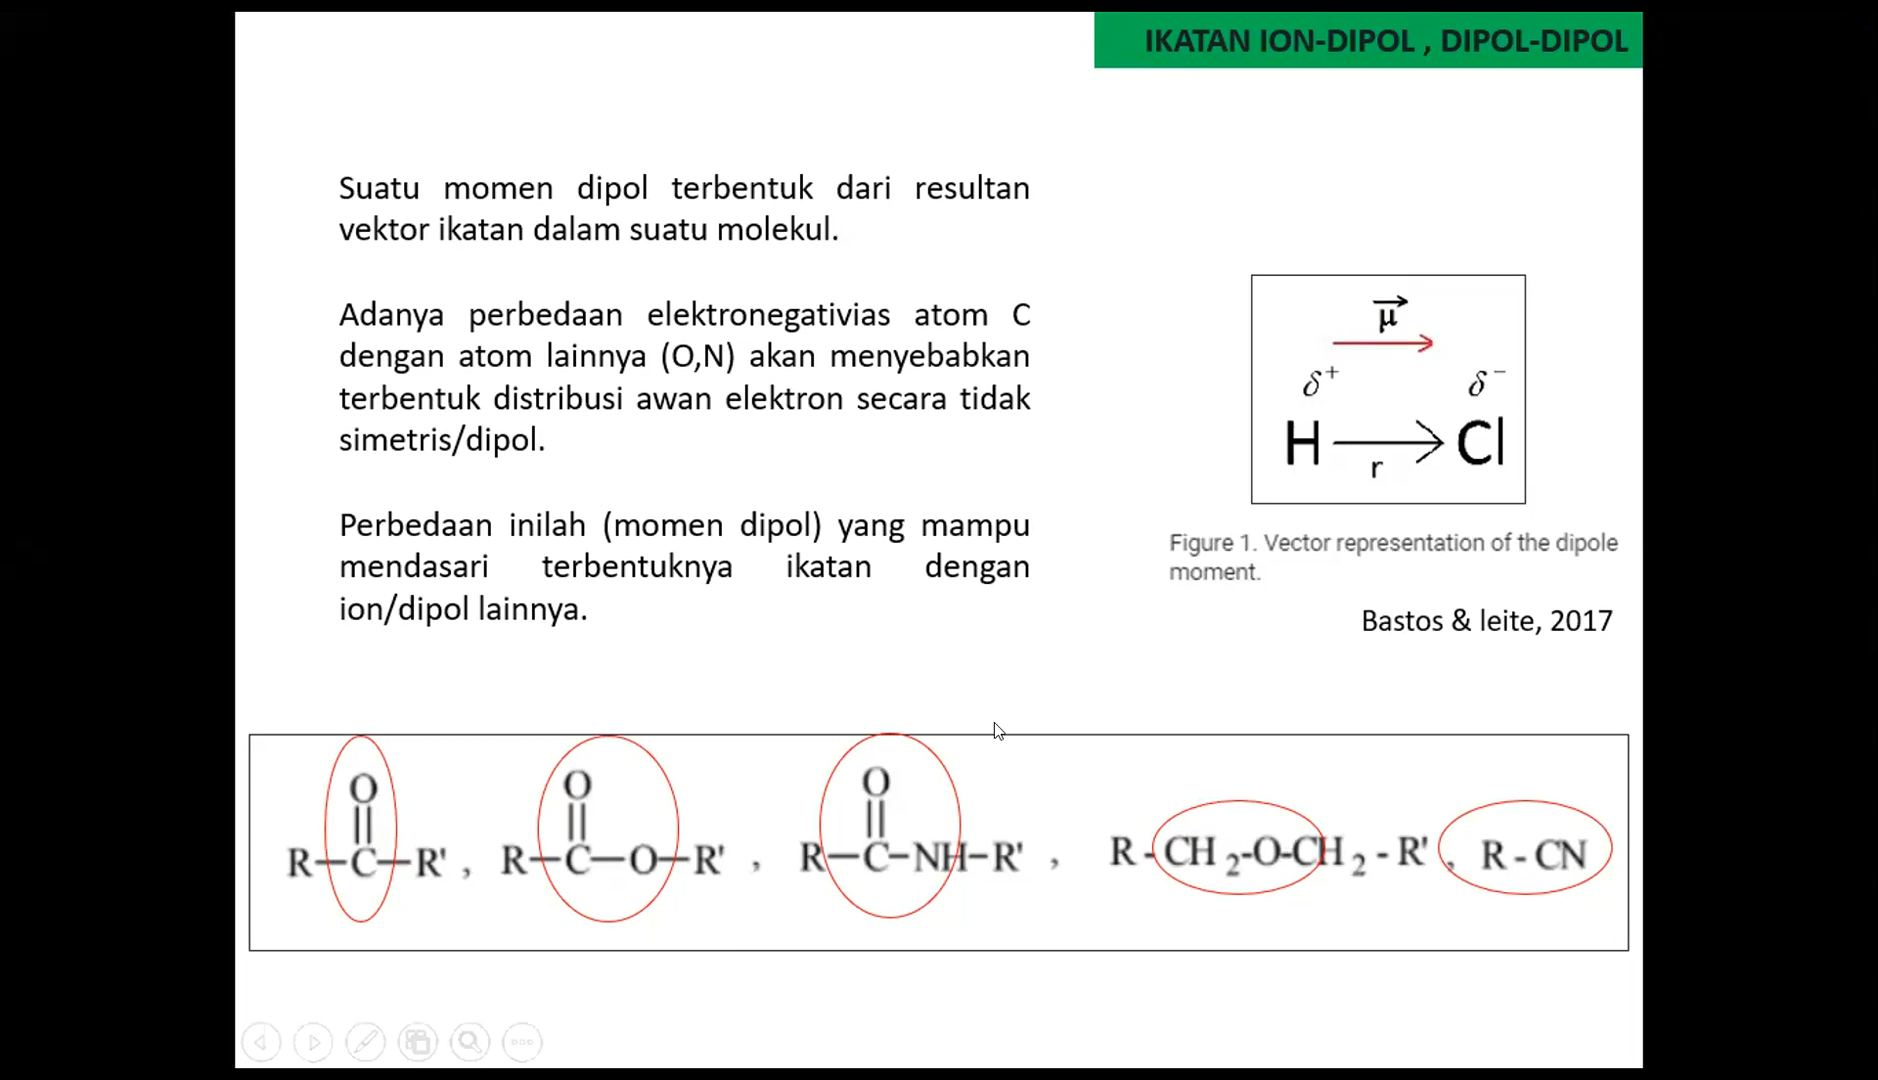 IKATAN ION-DIPOL , DIPOL-DIPOL
Suatu momen dipol terbentuk dari resultan
vektor ikatan dalam suatu molekul.
Adanya perbedaan elektronegativias atom C
dengan atom lainnya (O,N) akan menyebabkan
terbentuk distribusi awan elektron secara tidak
simetris/dipol.
Perbedaan inilah (momen dipol) yang mampu
mendasari terbentuknya ikatan dengan
ion/dipol lainnya.
μ
δ+ δ−
H Cl
r
Figure 1. Vector representation of the dipole
moment.
Bastos & leite, 2017
O O O
R–C–R' , R–C–O–R' , R–C–NH–R' , R-CH2-O-CH2-R' , R-CN